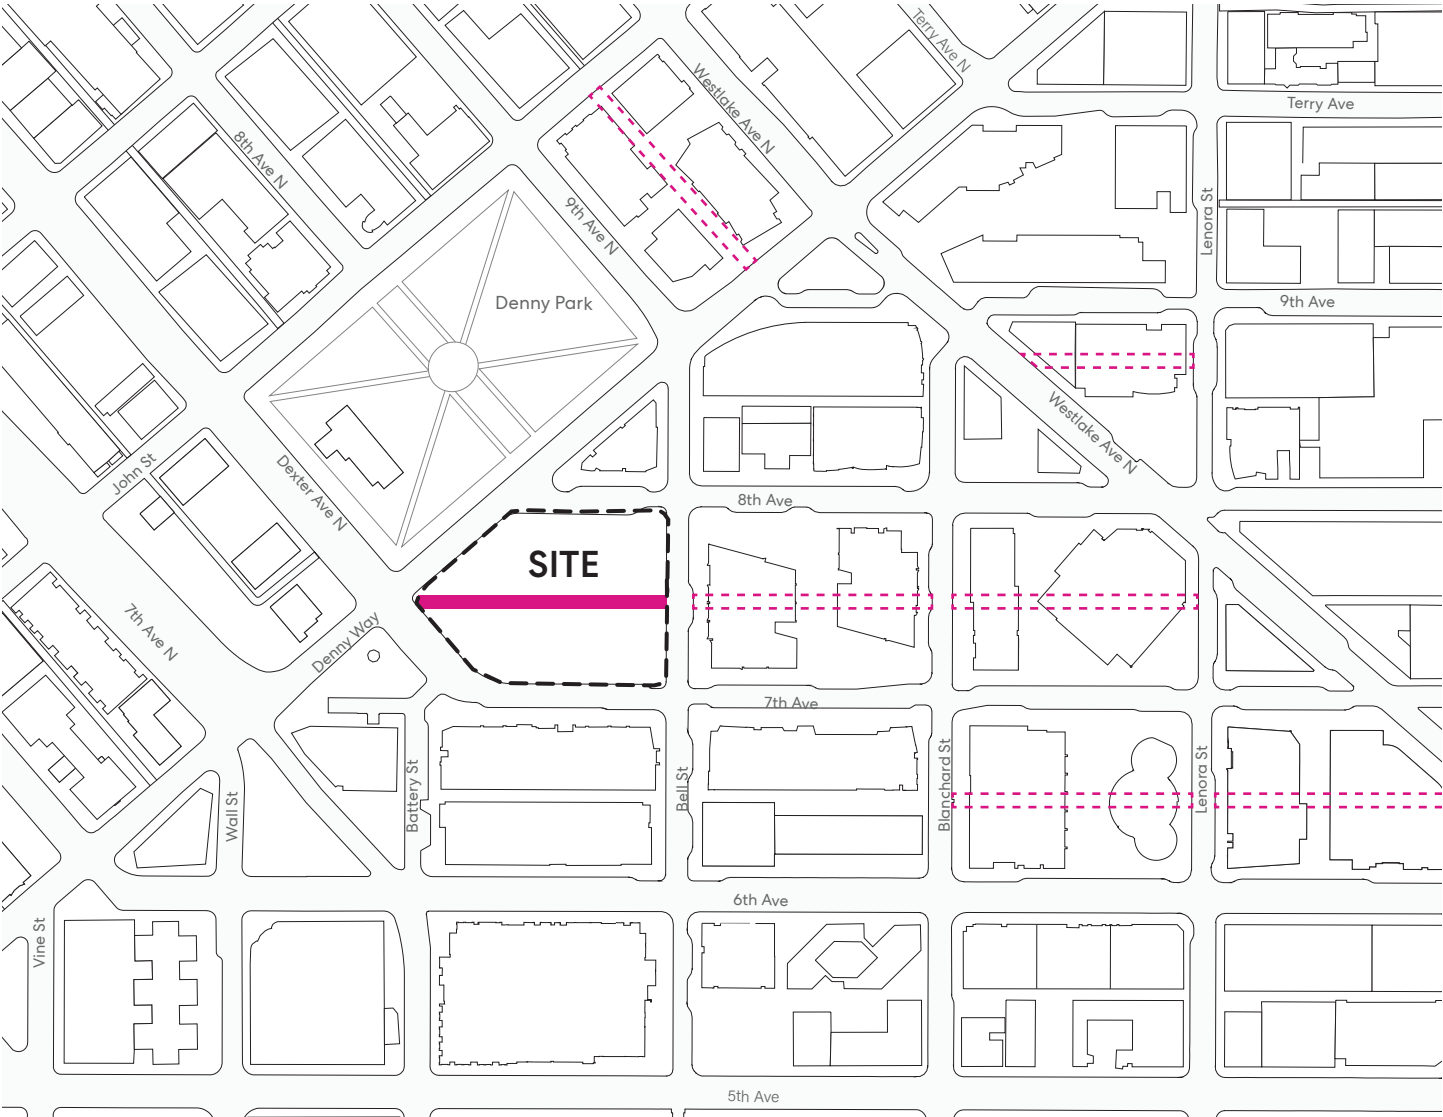 Terry Ave N
Westlake Ave N
Terry Ave
8th Ave N
9th Ave N
Lenora St
Denny Park
9th Ave
Westlake Ave N
John St
Dexter Ave N
8th Ave
SITE
7th Ave N
Denny Way
7th Ave
Battery St
Bell St
Blanchard St
Lenora St
Wall St
6th Ave
Vine St
5th Ave